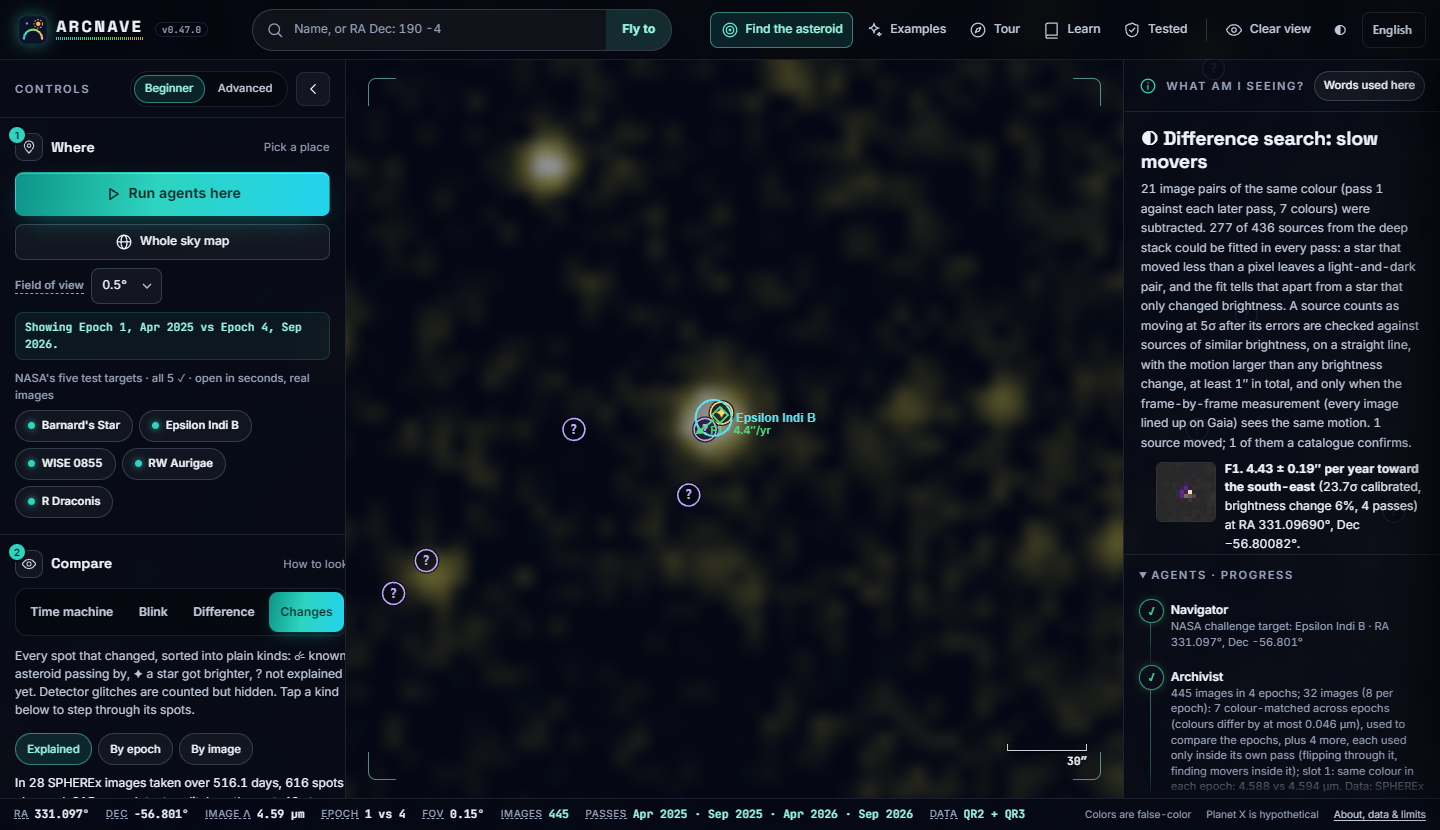 ARCNAVE
v0.47.0
Name, or RA Dec: 190 -4
Fly to
Find the asteroid
Examples
Tour
Learn
Tested
Clear view
English
CONTROLS
Beginner
Advanced
1
Where
Pick a place
Run agents here
Whole sky map
Field of view
0.5°
Showing Epoch 1, Apr 2025 vs Epoch 4, Sep
2026.
NASA's five test targets · all 5 ✓ · open in seconds, real
images
Barnard's Star
Epsilon Indi B
WISE 0855
RW Aurigae
R Draconis
2
Compare
How to look
Time machine
Blink
Difference
Changes
Every spot that changed, sorted into plain kinds: ☄ known
asteroid passing by, ✦ a star got brighter, ? not explained
yet. Detector glitches are counted but hidden. Tap a kind
below to step through its spots.
Explained
By epoch
By image
In 28 SPHEREx images taken over 516.1 days, 616 spots
Epsilon Indi B
4.4″/yr
?
?
?
?
30″
WHAT AM I SEEING?
Words used here
Difference search: slow
movers
21 image pairs of the same colour (pass 1
against each later pass, 7 colours) were
subtracted. 277 of 436 sources from the deep
stack could be fitted in every pass: a star that
moved less than a pixel leaves a light-and-dark
pair, and the fit tells that apart from a star that
only changed brightness. A source counts as
moving at 5σ after its errors are checked against
sources of similar brightness, on a straight line,
with the motion larger than any brightness
change, at least 1″ in total, and only when the
frame-by-frame measurement (every image
lined up on Gaia) sees the same motion. 1
source moved; 1 of them a catalogue confirms.
F1. 4.43 ± 0.19″ per year toward
the south-east (23.7σ calibrated,
brightness change 6%, 4 passes)
at RA 331.09690°, Dec
−56.80082°.
AGENTS · PROGRESS
Navigator
NASA challenge target: Epsilon Indi B · RA
331.097°, Dec −56.801°
Archivist
445 images in 4 epochs; 32 images (8 per
epoch): 7 colour-matched across epochs
(colours differ by at most 0.046 μm), used to
compare the epochs, plus 4 more, each used
only inside its own pass (flipping through it,
finding movers inside it); slot 1: same colour in
each epoch: 4.588 vs 4.594 μm. Data: SPHEREx
RA 331.097°
DEC -56.801°
IMAGE Λ 4.59 µm
EPOCH 1 vs 4
FOV 0.15°
IMAGES 445
PASSES Apr 2025 · Sep 2025 · Apr 2026 · Sep 2026
DATA QR2 + QR3
Colors are false-color
Planet X is hypothetical
About, data & limits